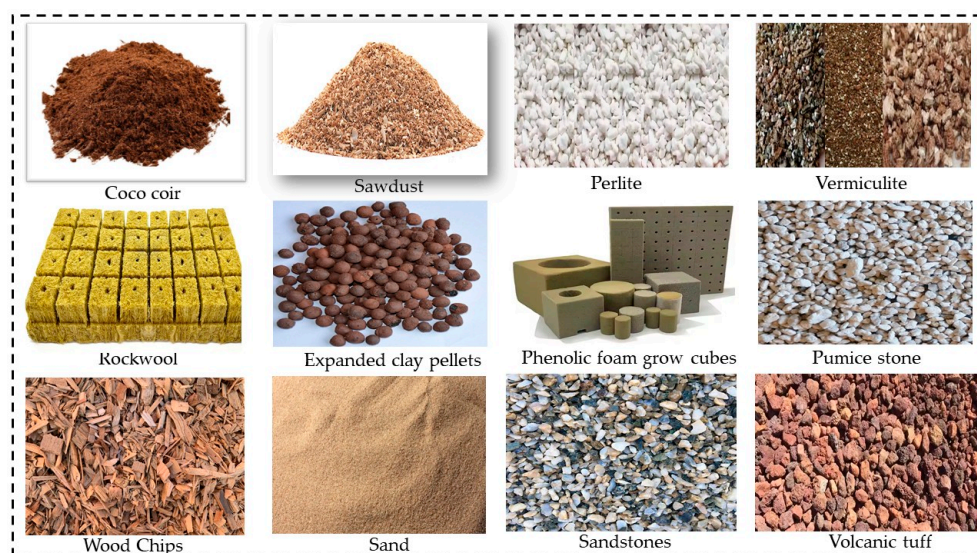 Coco coir
Sawdust
Perlite
Vermiculite
Rockwool
Expanded clay pellets
Phenolic foam grow cubes
Pumice stone
Wood Chips
Sand
Sandstones
Volcanic tuff